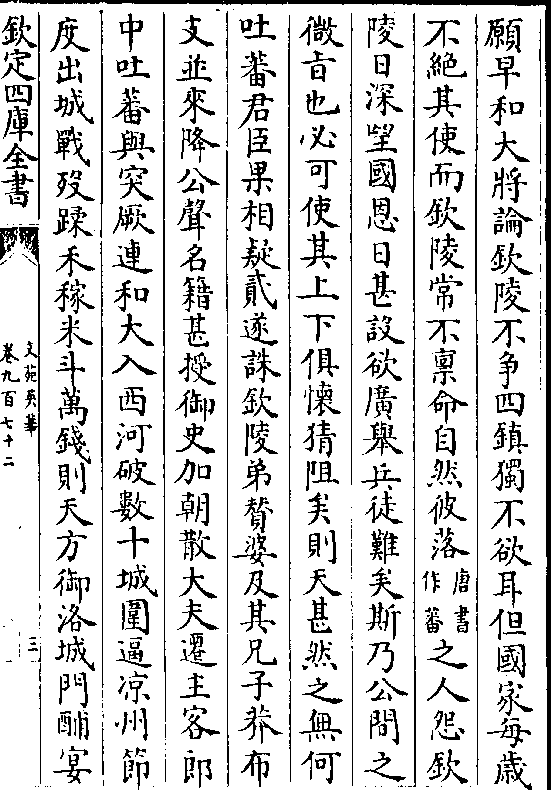 願早和大將論欽陵不争四鎮獨不欲耳但國家每歳
不絶其使而欽陵常不禀命自然彼落唐書作蕃之人怨欽
陵日深望國恩日甚設欲廣舉兵徒難矣斯乃公間之
微㫖也必可使其上下俱懐猜阻矣則天甚然之無何
吐蕃君臣果相疑貳遂誅欽陵弟賛婆及其兄子莽布
支並來降公聲名籍甚授御史加朝散大夫遷主客郎
中吐蕃與突厥連和大入西河破數十城圍逼凉州節
度出城戰歿蹂禾稼米斗萬錢則天方御洛城門酺宴
欽定四庫全書
文苑英華
卷九百七十二
三